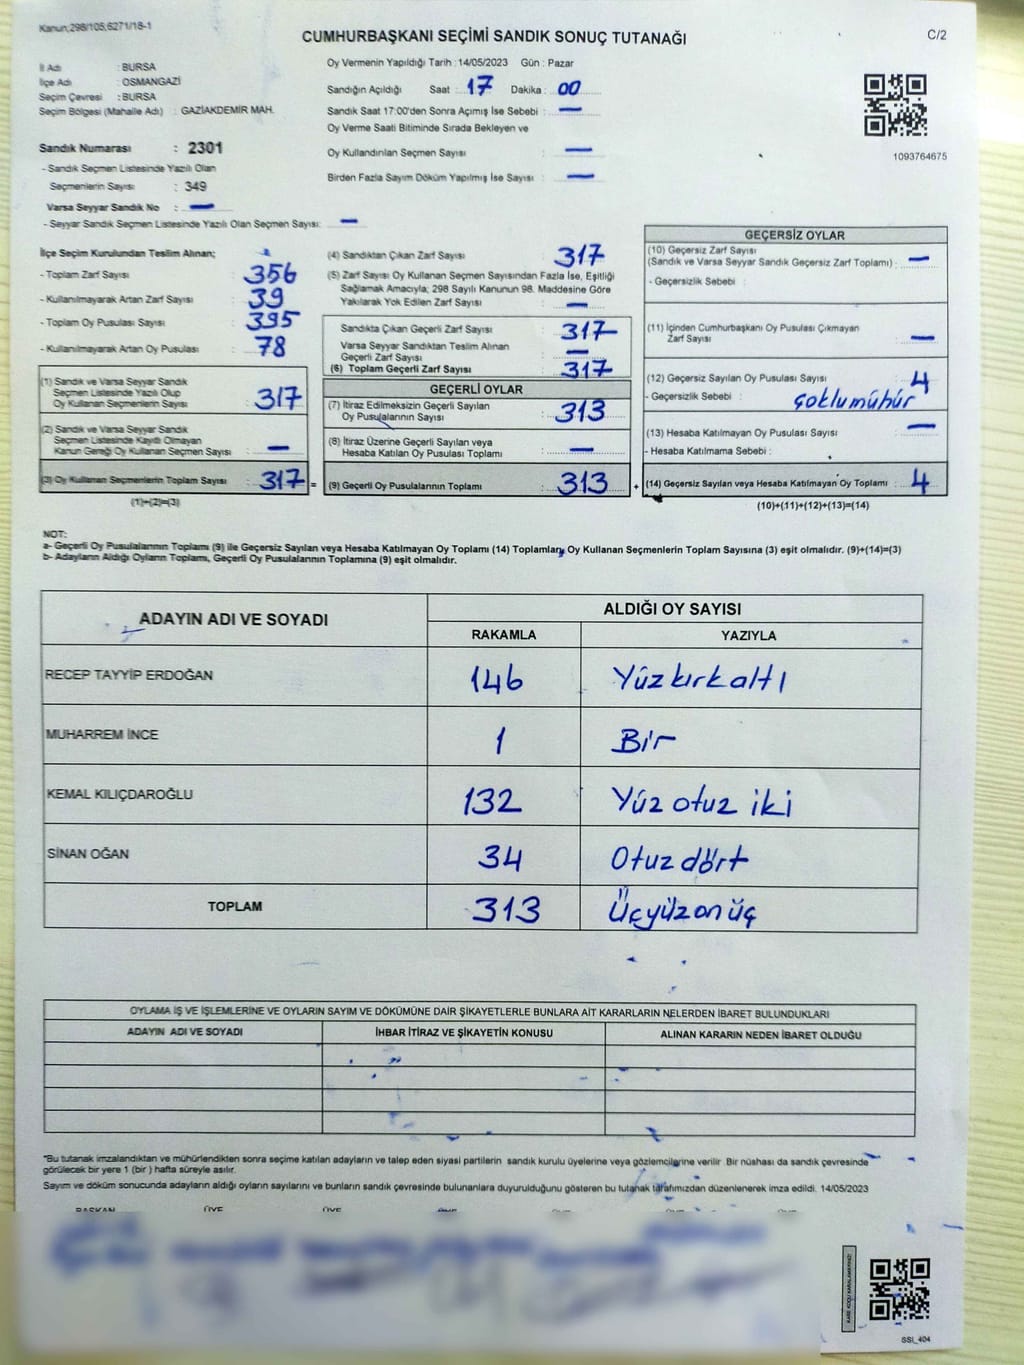 Kanun,298/105,6271/18-1
CUMHURBAŞKANI SEÇİMİ SANDIK SONUÇ TUTANAĞI
C/2
İl Adı : BURSA
İlçe Adı : OSMANGAZİ
Seçim Çevresi : BURSA
Seçim Bölgesi (Mahalle Adı) : GAZİAKDEMİR MAH.
Sandık Numarası : 2301
- Sandık Seçmen Listesinde Yazılı Olan
Seçmenlerin Sayısı : 349
Varsa Seyyar Sandık No : —
- Seyyar Sandık Seçmen Listesinde Yazılı Olan Seçmen Sayısı: —
Oy Vermenin Yapıldığı Tarih : 14/05/2023 Gün : Pazar
Sandığın Açıldığı Saat : 17 Dakika : 00
Sandık Saat 17:00'den Sonra Açımış İse Sebebi : —
Oy Verme Saati Bitiminde Sırada Bekleyen ve
Oy Kullandırılan Seçmen Sayısı : —
Birden Fazla Sayım Döküm Yapılmış İse Sayısı : —
1093764675
İlçe Seçim Kurulundan Teslim Alınan;
- Toplam Zarf Sayısı : 356
- Kullanılmayarak Artan Zarf Sayısı : 39
- Toplam Oy Pusulası Sayısı : 395
- Kullanılmayarak Artan Oy Pusulası : 78
(1) Sandık ve Varsa Seyyar Sandık
Seçmen Listesinde Yazılı Olup
Oy Kullanan Seçmenlerin Sayısı : 317
(2) Sandık ve Varsa Seyyar Sandık
Seçmen Listesinde Kayıtlı Olmayan
Kanun Gereği Oy Kullanan Seçmen Sayısı : —
(3) Oy Kullanan Seçmenlerin Toplam Sayısı : 317 =
(1)+(2)=(3)
(4) Sandıktan Çıkan Zarf Sayısı : 317
(5) Zarf Sayısı Oy Kullanan Seçmen Sayısından Fazla İse, Eşitliği
Sağlamak Amacıyla; 298 Sayılı Kanunun 98. Maddesine Göre
Yakılarak Yok Edilen Zarf Sayısı : —
Sandıkta Çıkan Geçerli Zarf Sayısı : 317
Varsa Seyyar Sandıktan Teslim Alınan
Geçerli Zarf Sayısı : —
(6) Toplam Geçerli Zarf Sayısı : 317
GEÇERLİ OYLAR
(7) İtiraz Edilmeksizin Geçerli Sayılan
Oy Pusulalarının Sayısı : 313
(8) İtiraz Üzerine Geçerli Sayılan veya
Hesaba Katılan Oy Pusulası Toplamı : —
(9) Geçerli Oy Pusulalarının Toplamı : 313 +
GEÇERSİZ OYLAR
(10) Geçersiz Zarf Sayısı
(Sandık ve Varsa Seyyar Sandık Geçersiz Zarf Toplamı) : —
- Geçersizlik Sebebi :
(11) İçinden Cumhurbaşkanı Oy Pusulası Çıkmayan
Zarf Sayısı : —
(12) Geçersiz Sayılan Oy Pusulası Sayısı : 4
- Geçersizlik Sebebi : çoklumühür
(13) Hesaba Katılmayan Oy Pusulası Sayısı : —
- Hesaba Katılmama Sebebi :
(14) Geçersiz Sayılan veya Hesaba Katılmayan Oy Toplamı : 4
(10)+(11)+(12)+(13)=(14)
NOT:
a- Geçerli Oy Pusulalarının Toplamı (9) ile Geçersiz Sayılan veya Hesaba Katılmayan Oy Toplamı (14) Toplamları, Oy Kullanan Seçmenlerin Toplam Sayısına (3) eşit olmalıdır. (9)+(14)=(3)
b- Adayların Aldığı Oyların Toplamı, Geçerli Oy Pusulalarının Toplamına (9) eşit olmalıdır.
ADAYIN ADI VE SOYADI
ALDIĞI OY SAYISI
RAKAMLA YAZIYLA
RECEP TAYYİP ERDOĞAN 146 Yüzkırkaltı
MUHARREM İNCE 1 Bir
KEMAL KILIÇDAROĞLU 132 Yüz otuz iki
SİNAN OĞAN 34 Otuz dört
TOPLAM 313 Üçyüzonüç
OYLAMA İŞ VE İŞLEMLERİNE VE OYLARIN SAYIM VE DÖKÜMÜNE DAİR ŞİKAYETLERLE BUNLARA AİT KARARLARIN NELERDEN İBARET BULUNDUKLARI
ADAYIN ADI VE SOYADI İHBAR İTİRAZ VE ŞİKAYETİN KONUSU ALINAN KARARIN NEDEN İBARET OLDUĞU
*Bu tutanak imzalandıktan ve mühürlendikten sonra seçime katılan adayların ve talep eden siyasi partilerin sandık kurulu üyelerine veya gözlemcilerine verilir. Bir nüshası da sandık çevresinde
görülecek bir yere 1 (bir) hafta süreyle asılır.
Sayım ve döküm sonucunda adayların aldığı oyların sayılarını ve bunların sandık çevresinde bulunanlara duyurulduğunu gösteren bu tutanak tarafımızdan düzenlenerek imza edildi. 14/05/2023
BAŞKAN ÜYE ÜYE
SSİ_404